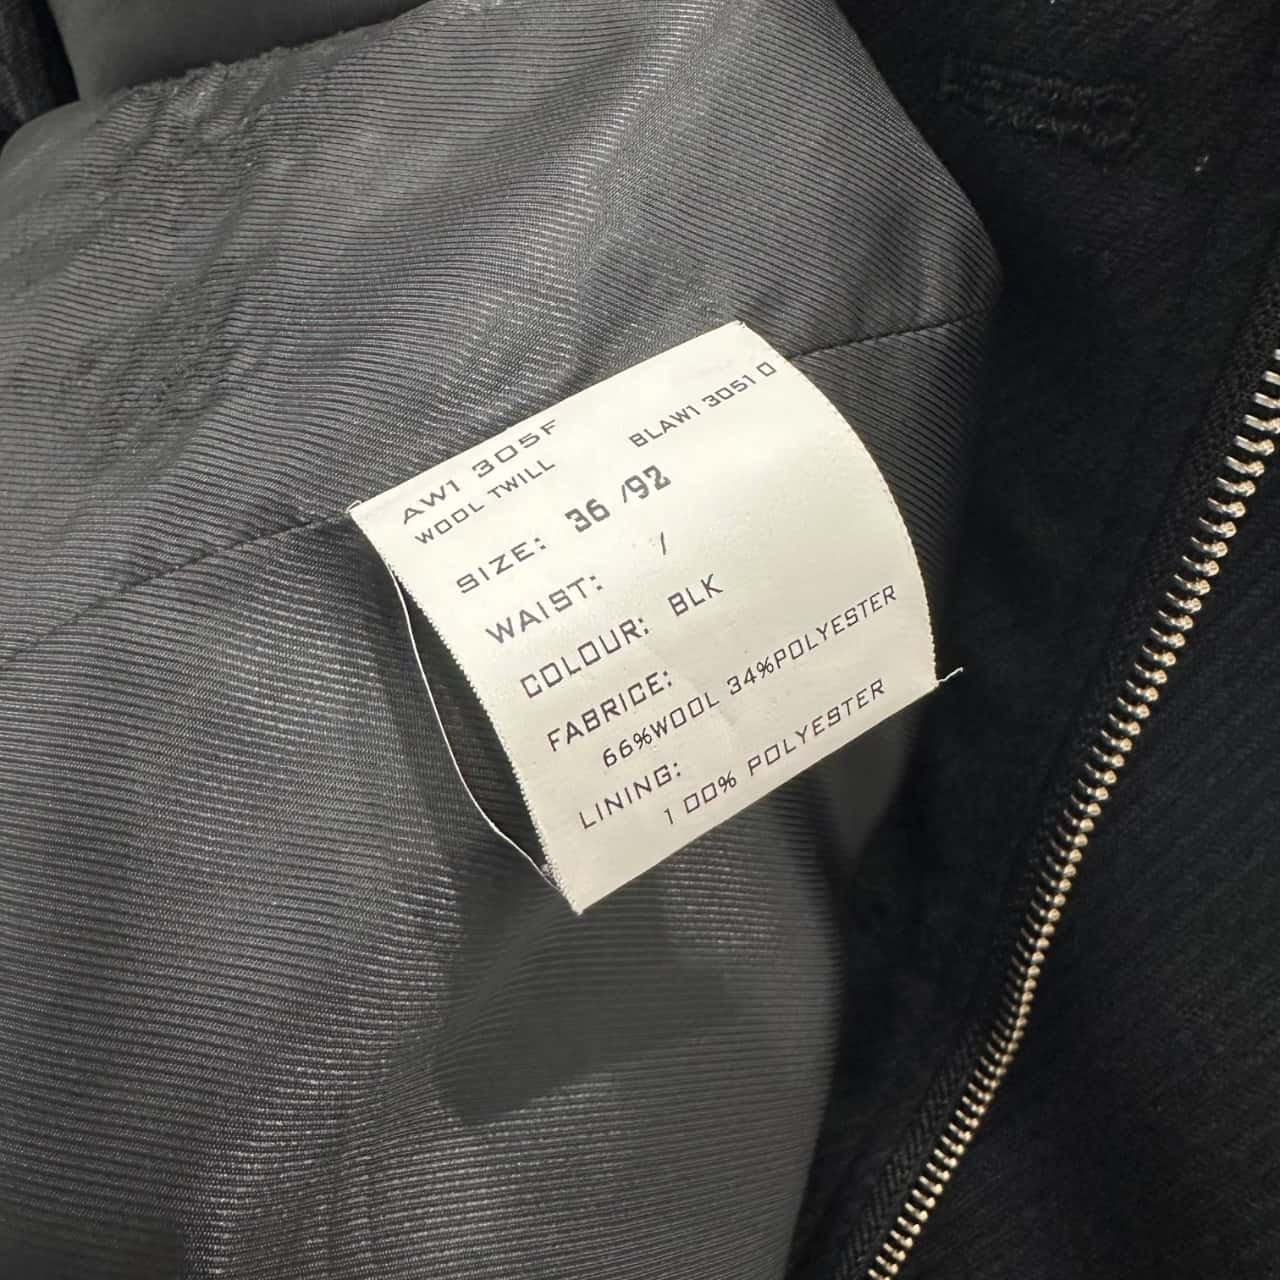 AW1 305F
WOOL TWILL BLAW1 3051 0
SIZE: 36 /92
WAIST: /
COLOUR: BLK
FABRICE:
66%WOOL 34%POLYESTER
LINING:
1 00% POLYESTER